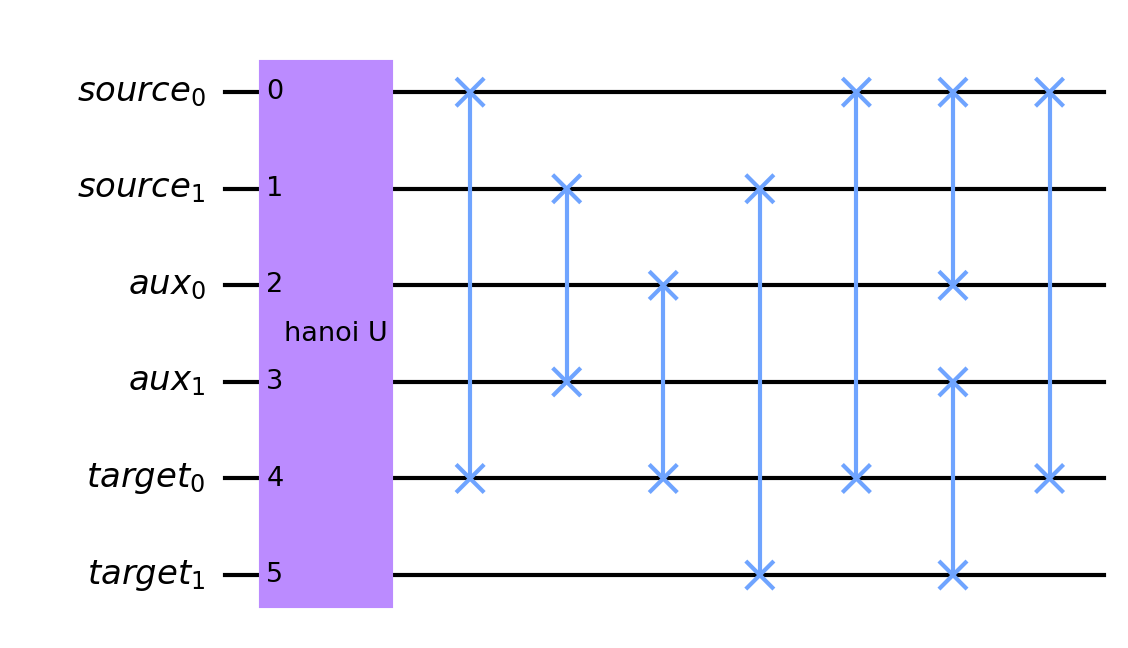 source₀ 0
source₁ 1
aux₀ 2
hanoi U
aux₁ 3
target₀ 4
target₁ 5